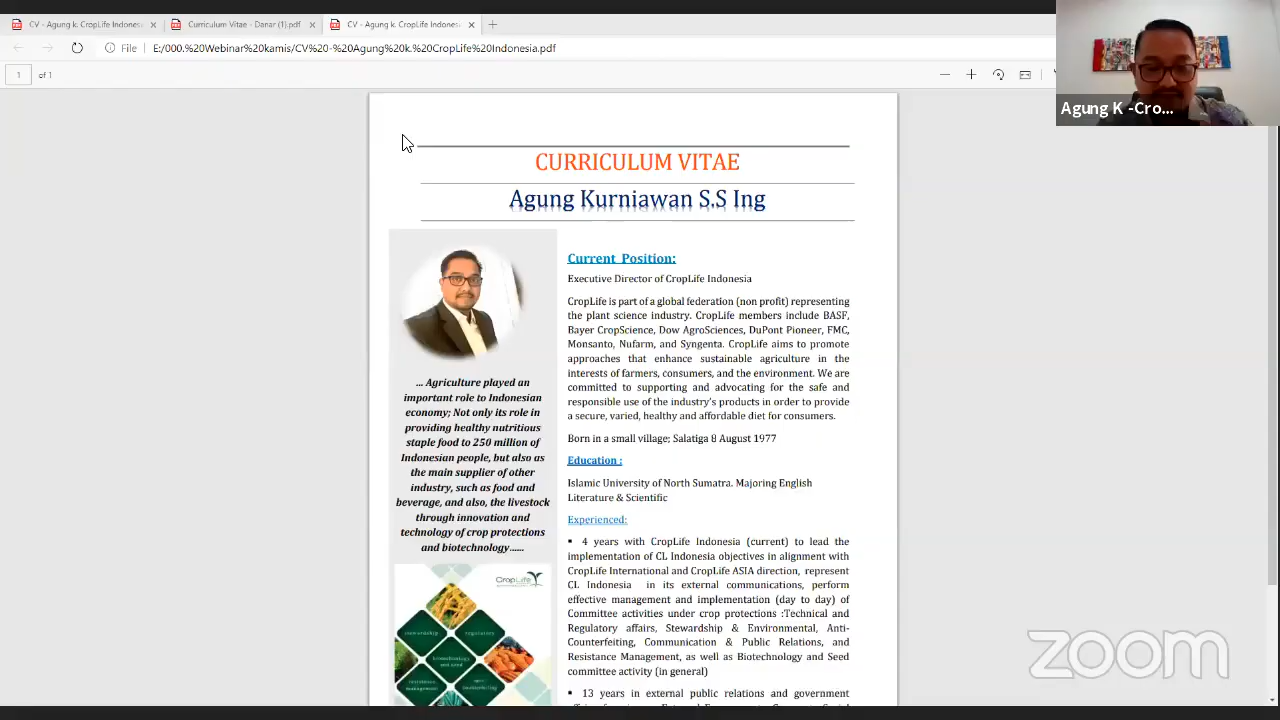 CV - Agung k. CropLife Indones
Curriculum Vitae - Danar (1).pdf
CV - Agung k. CropLife Indones
File
E:/000.%20Webinar%20kamis/CV%20-%20Agung%20k.%20CropLife%20Indonesia.pdf
1 of 1
Agung K -Cro...
CURRICULUM VITAE
Agung Kurniawan S.S Ing
... Agriculture played an
important role to Indonesian
economy; Not only its role in
providing healthy nutritious
staple food to 250 million of
Indonesian people, but also as
the main supplier of other
industry, such as food and
beverage, and also, the livestock
through innovation and
technology of crop protections
and biotechnology......
CropLife
stewardship
regulatory
biotechnology
and seed
resistance
management
anti
counterfeiting
Current Position:
Executive Director of CropLife Indonesia
CropLife is part of a global federation (non profit) representing
the plant science industry. CropLife members include BASF,
Bayer CropScience, Dow AgroSciences, DuPont Pioneer, FMC,
Monsanto, Nufarm, and Syngenta. CropLife aims to promote
approaches that enhance sustainable agriculture in the
interests of farmers, consumers, and the environment. We are
committed to supporting and advocating for the safe and
responsible use of the industry's products in order to provide
a secure, varied, healthy and affordable diet for consumers.
Born in a small village; Salatiga 8 August 1977
Education :
Islamic University of North Sumatra. Majoring English
Literature & Scientific
Experienced:
▪ 4 years with CropLife Indonesia (current) to lead the
implementation of CL Indonesia objectives in alignment with
CropLife International and CropLife ASIA direction, represent
CL Indonesia in its external communications, perform
effective management and implementation (day to day) of
Committee activities under crop protections :Technical and
Regulatory affairs, Stewardship & Environmental, Anti-
Counterfeiting, Communication & Public Relations, and
Resistance Management, as well as Biotechnology and Seed
committee activity (in general)
▪ 13 years in external public relations and government
zoom